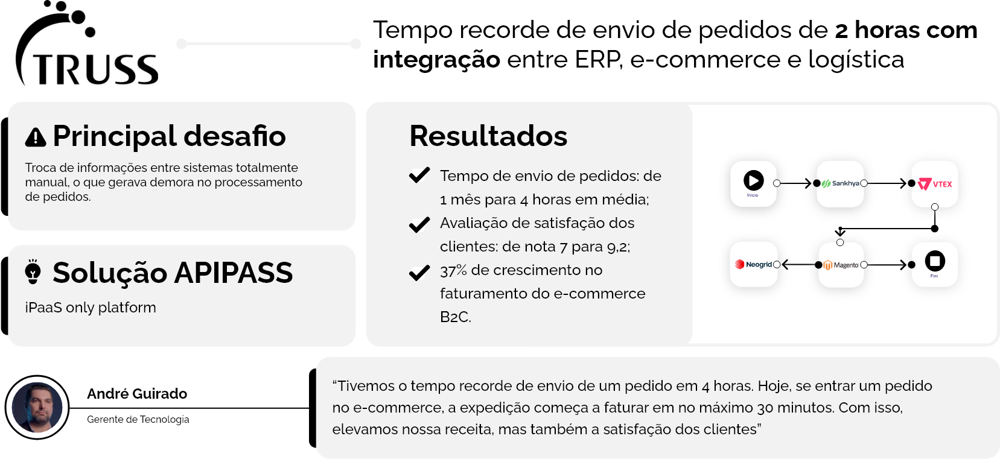 TRUSS
Tempo recorde de envio de pedidos de 2 horas com
integração entre ERP, e-commerce e logística
Principal desafio
Troca de informações entre sistemas totalmente
manual, o que gerava demora no processamento
de pedidos.
Solução APIPASS
iPaaS only platform
Resultados
Tempo de envio de pedidos: de
1 mês para 4 horas em média;
Avaliação de satisfação dos
clientes: de nota 7 para 9,2;
37% de crescimento no
faturamento do e-commerce
B2C.
Ínicio
Sankhya
VTEX
Neogrid
Magento
Fim
André Guirado
Gerente de Tecnologia
“Tivemos o tempo recorde de envio de um pedido em 4 horas. Hoje, se entrar um pedido
no e-commerce, a expedição começa a faturar em no máximo 30 minutos. Com isso,
elevamos nossa receita, mas também a satisfação dos clientes”